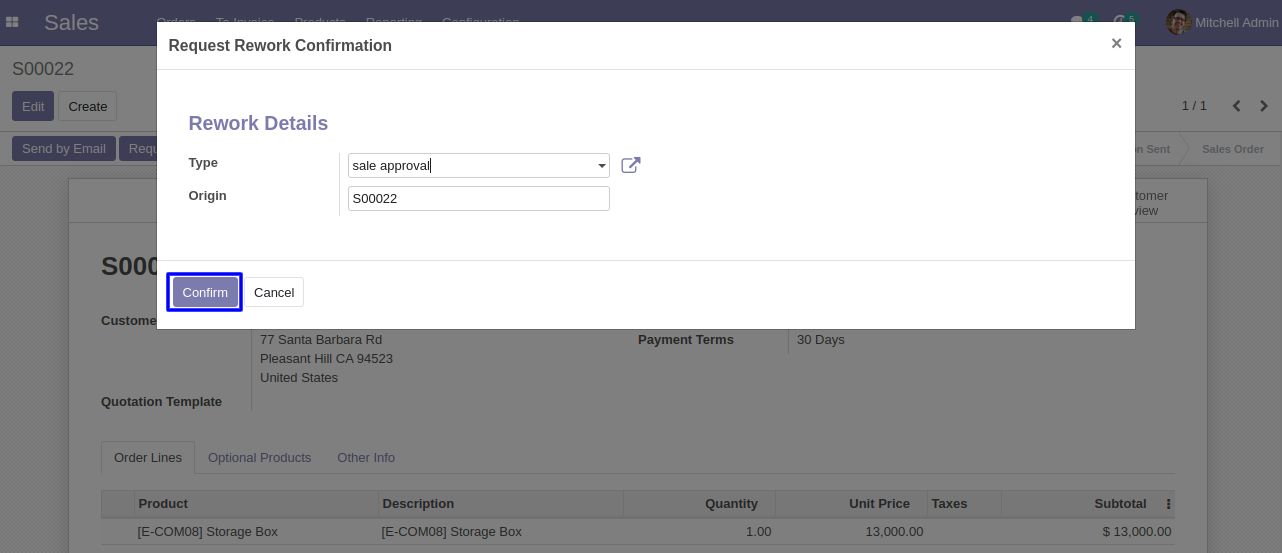 Sales Orders To Invoice Products Reporting Configuration 4 5 Mitchell Admin
Request Rework Confirmation ×
S00022
Edit Create 1 / 1
Rework Details
Send by Email Requ n Sent Sales Order
Type sale approval
Origin S00022
tomer
view
S000
Confirm Cancel
Custome
77 Santa Barbara Rd Payment Terms 30 Days
Pleasant Hill CA 94523
United States
Quotation Template
Order Lines Optional Products Other Info
Product Description Quantity Unit Price Taxes Subtotal
[E-COM08] Storage Box [E-COM08] Storage Box 1.00 13,000.00 $ 13,000.00